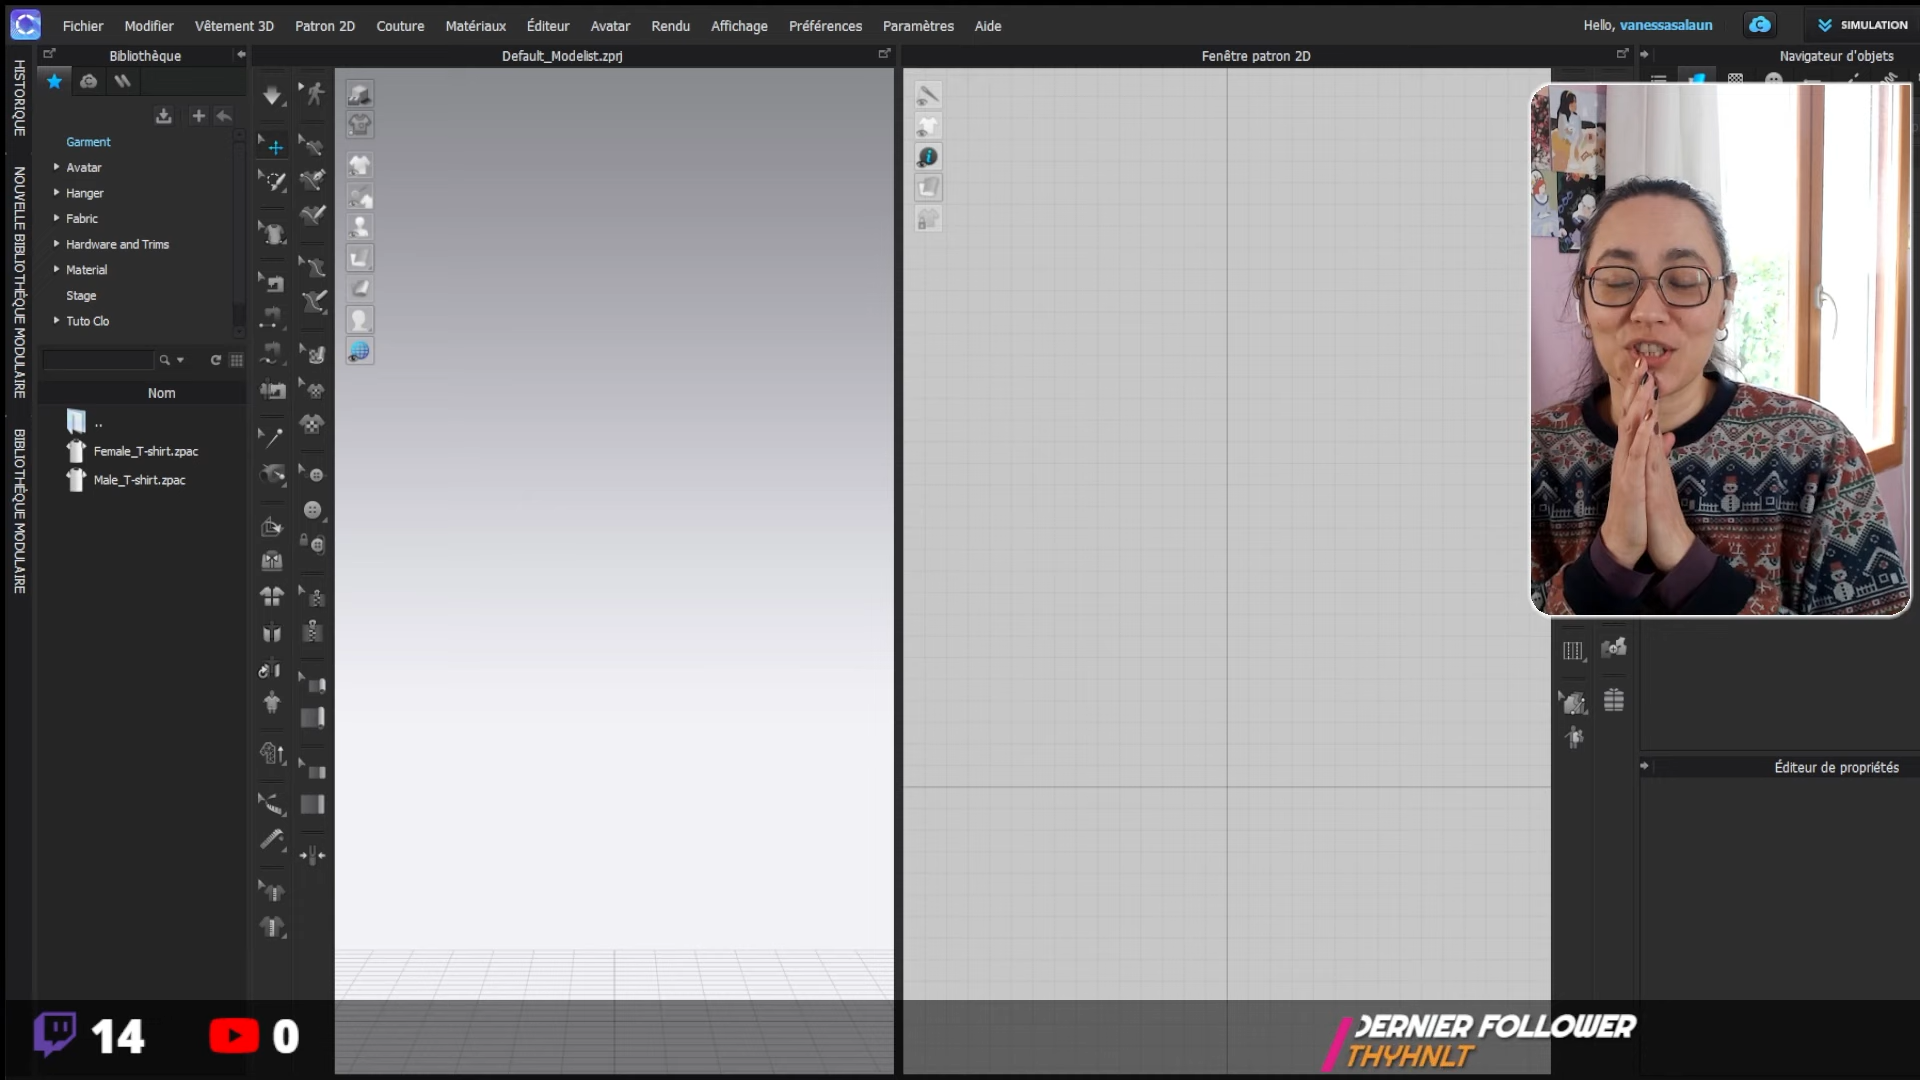 Fichier Modifier Vêtement 3D Patron 2D Couture Matériaux Éditeur Avatar Rendu Affichage Préférences Paramètres Aide
Hello, vanessasalaun
SIMULATION
Bibliothèque
Default_Modelist.zprj
Fenêtre patron 2D
Navigateur d'objets
HISTORIQUE
NOUVELLE BIBLIOTHÈQUE MODULAIRE
BIBLIOTHÈQUE MODULAIRE
Garment
Avatar
Hanger
Fabric
Hardware and Trims
Material
Stage
Tuto Clo
Nom
..
Female_T-shirt.zpac
Male_T-shirt.zpac
Éditeur de propriétés
14
0
DERNIER FOLLOWER
THYHNLT